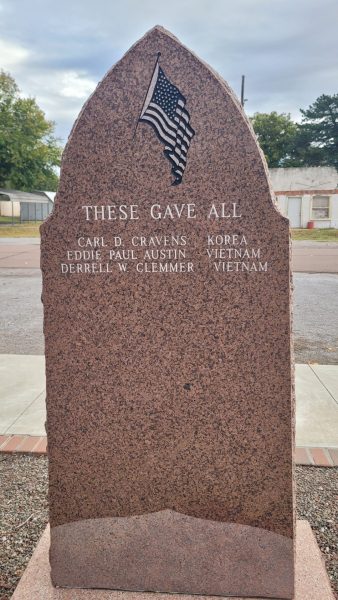 THESE GAVE ALL
CARL D. CRAVENS KOREA
EDDIE PAUL AUSTIN VIETNAM
DERRELL W. CLEMMER VIETNAM